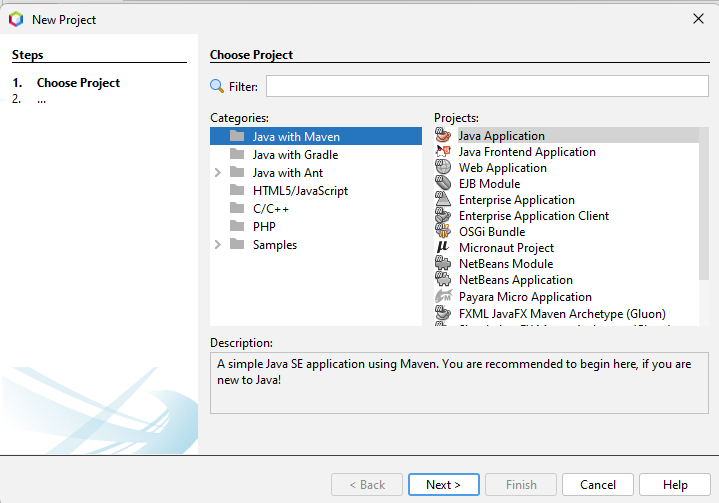 New Project
Steps
1. Choose Project
2. ...
Choose Project
Filter:
Categories:
Java with Maven
Java with Gradle
Java with Ant
HTML5/JavaScript
C/C++
PHP
Samples
Projects:
Java Application
Java Frontend Application
Web Application
EJB Module
Enterprise Application
Enterprise Application Client
OSGi Bundle
Micronaut Project
NetBeans Module
NetBeans Application
Payara Micro Application
FXML JavaFX Maven Archetype (Gluon)
Description:
A simple Java SE application using Maven. You are recommended to begin here, if you are
new to Java!
< Back
Next >
Finish
Cancel
Help